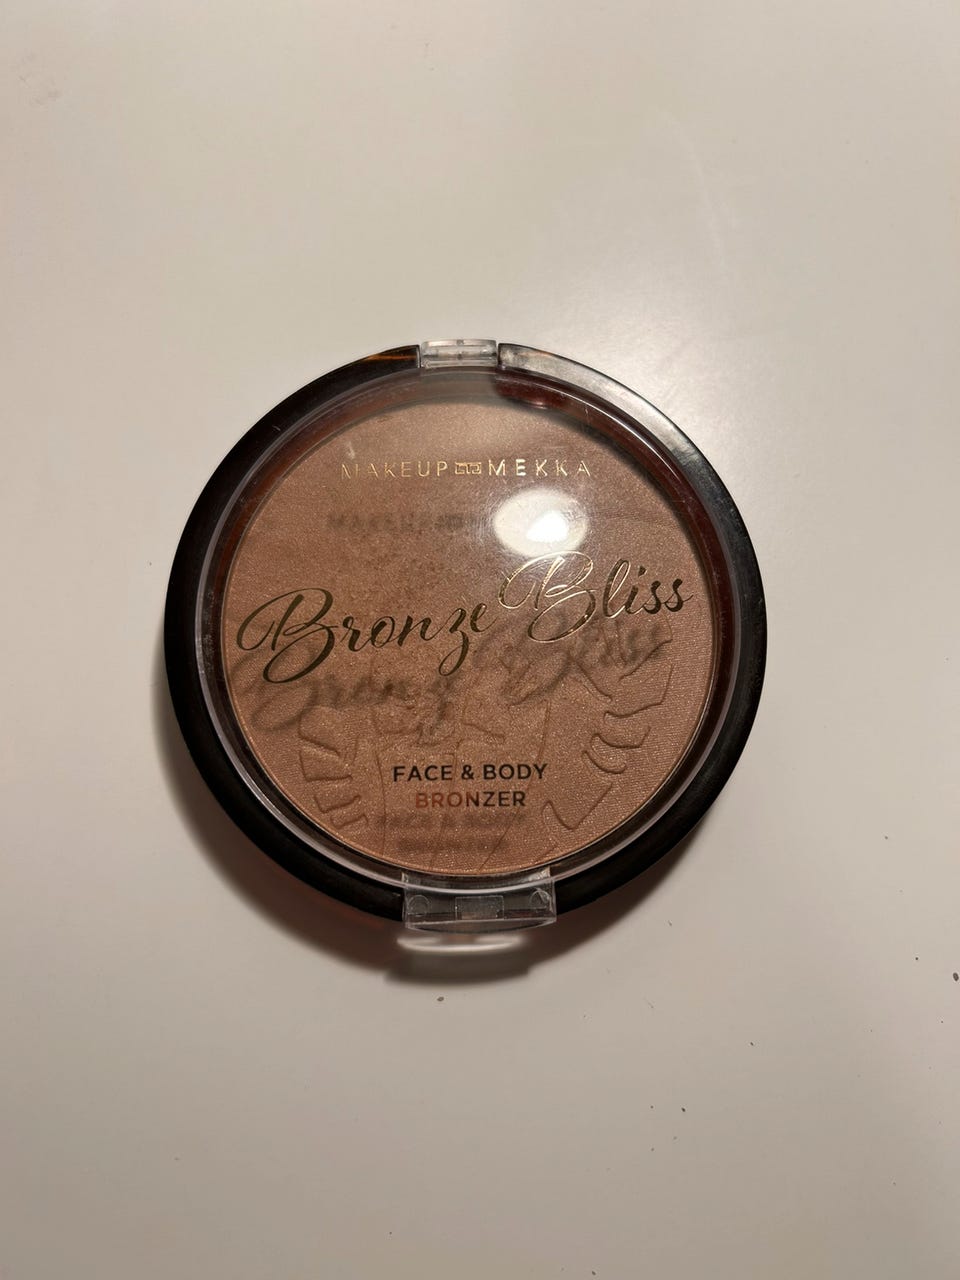 MAKEUP MEKKA
Bronze Bliss
FACE & BODY
BRONZER